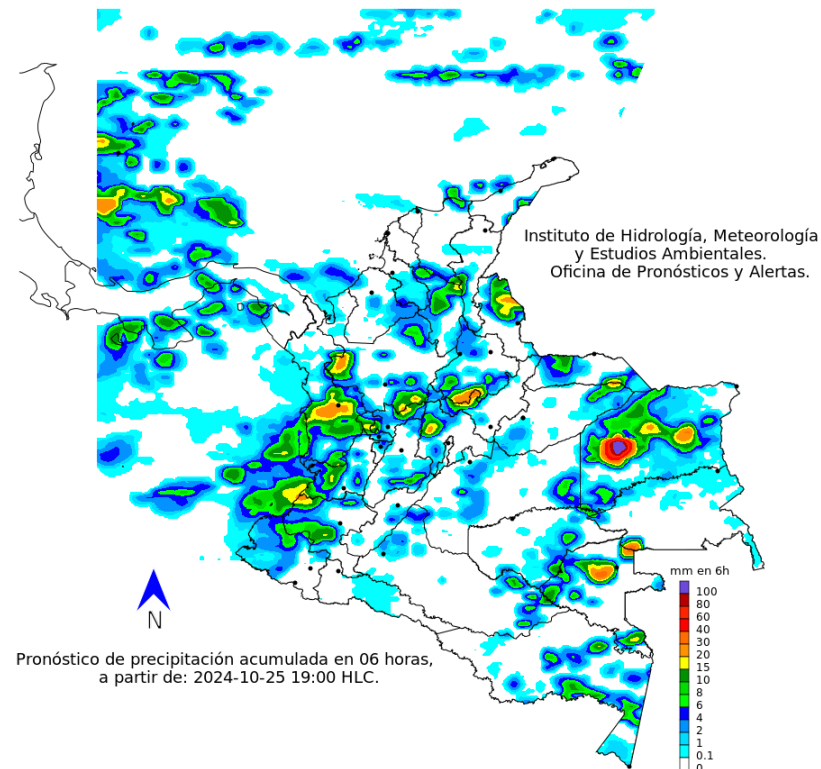 Instituto de Hidrología, Meteorología
y Estudios Ambientales.
Oficina de Pronósticos y Alertas.
N
Pronóstico de precipitación acumulada en 06 horas,
a partir de: 2024-10-25 19:00 HLC.
mm en 6h
100
80
60
40
30
20
15
10
8
6
4
2
1
0.1
0